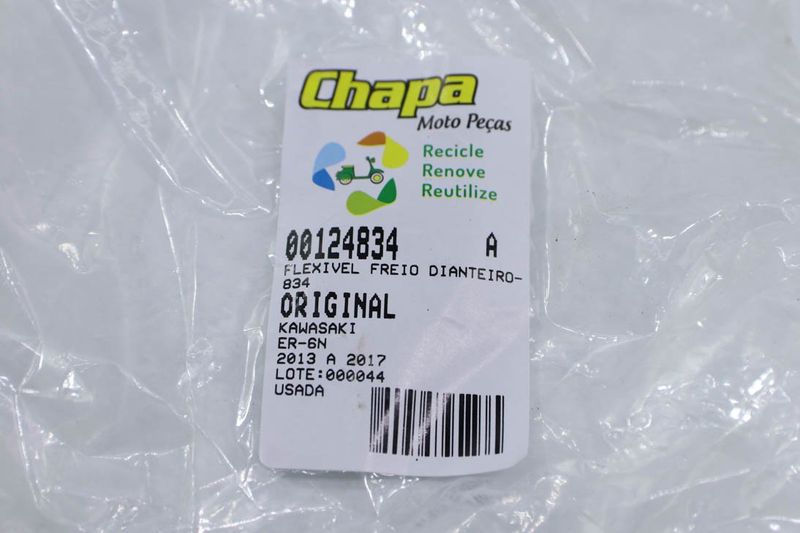 Chapa
Moto Peças
Recicle
Renove
Reutilize
00124834 A
FLEXIVEL FREIO DIANTEIRO-
834
ORIGINAL
KAWASAKI
ER-6N
2013 A 2017
LOTE:000044
USADA